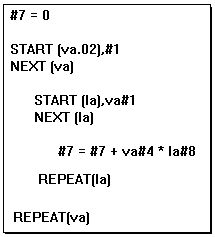 #7 = 0
START (va.02),#1
NEXT (va)
START (la),va#1
NEXT (la)
#7 = #7 + va#4 * la#8
REPEAT(la)
REPEAT(va)